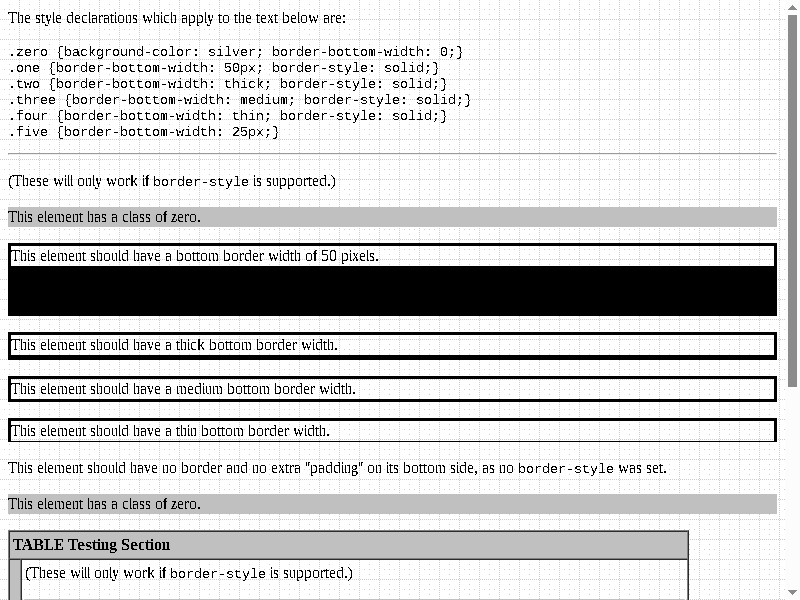 The style declarations which apply to the text below are:
.zero {background-color: silver; border-bottom-width: 0;}
.one {border-bottom-width: 50px; border-style: solid;}
.two {border-bottom-width: thick; border-style: solid;}
.three {border-bottom-width: medium; border-style: solid;}
.four {border-bottom-width: thin; border-style: solid;}
.five {border-bottom-width: 25px;}
(These will only work if border-style is supported.)
This element has a class of zero.
This element should have a bottom border width of 50 pixels.
This element should have a thick bottom border width.
This element should have a medium bottom border width.
This element should have a thin bottom border width.
This element should have no border and no extra "padding" on its bottom side, as no border-style was set.
This element has a class of zero.
TABLE Testing Section
(These will only work if border-style is supported.)